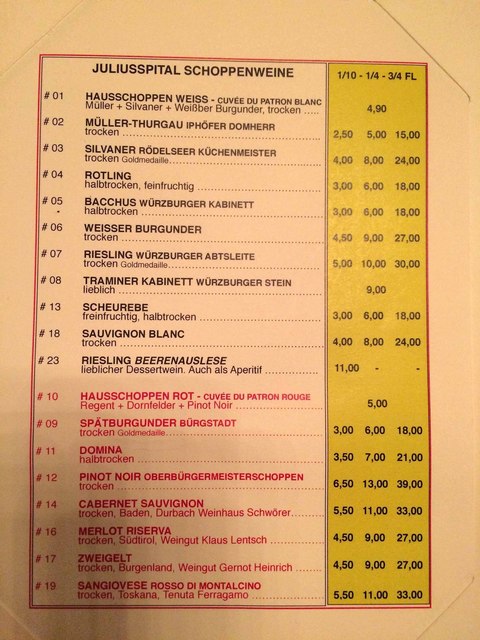 JULIUSSPITAL SCHOPPENWEINE 1/10 - 1/4 - 3/4 FL
# 01 HAUSSCHOPPEN WEISS - CUVÉE DU PATRON BLANC
Müller + Silvaner + Weißber Burgunder, trocken ..... 4,90
# 02 MÜLLER-THURGAU IPHÖFER DOMHERR
trocken 2,50 5,00 15,00
# 03 SILVANER RÖDELSEER KÜCHENMEISTER
trocken Goldmedaille 4,00 8,00 24,00
# 04 ROTLING
halbtrocken, feinfruchtig 3,00 6,00 18,00
# 05 BACCHUS WÜRZBURGER KABINETT
- halbtrocken 3,00 6,00 18,00
# 06 WEISSER BURGUNDER
trocken 4,50 9,00 27,00
# 07 RIESLING WÜRZBURGER ABTSLEITE
trocken Goldmedaille 5,00 10,00 30,00
# 08 TRAMINER KABINETT WÜRZBURGER STEIN
lieblich 9,00
# 13 SCHEUREBE
freinfruchtig, halbtrocken 3,00 6,00 18,00
# 18 SAUVIGNON BLANC
trocken 4,00 8,00 24,00
# 23 RIESLING BEERENAUSLESE
lieblicher Dessertwein. Auch als Aperitif 11,00 - -
# 10 HAUSSCHOPPEN ROT - CUVÉE DU PATRON ROUGE
Regent + Dornfelder + Pinot Noir 5,00
# 09 SPÄTBURGUNDER BÜRGSTADT
trocken Goldmedaille 3,00 6,00 18,00
# 11 DOMINA
halbtrocken 3,50 7,00 21,00
# 12 PINOT NOIR OBERBÜRGERMEISTERSCHOPPEN
trocken 6,50 13,00 39,00
# 14 CABERNET SAUVIGNON
trocken, Baden, Durbach Weinhaus Schwörer 5,50 11,00 33,00
# 16 MERLOT RISERVA
trocken, Südtirol, Weingut Klaus Lentsch 4,50 9,00 27,00
# 17 ZWEIGELT
trocken, Burgenland, Weingut Gernot Heinrich 4,50 9,00 27,00
# 19 SANGIOVESE ROSSO DI MONTALCINO
trocken, Toskana, Tenuta Ferragamo 5,50 11,00 33,00